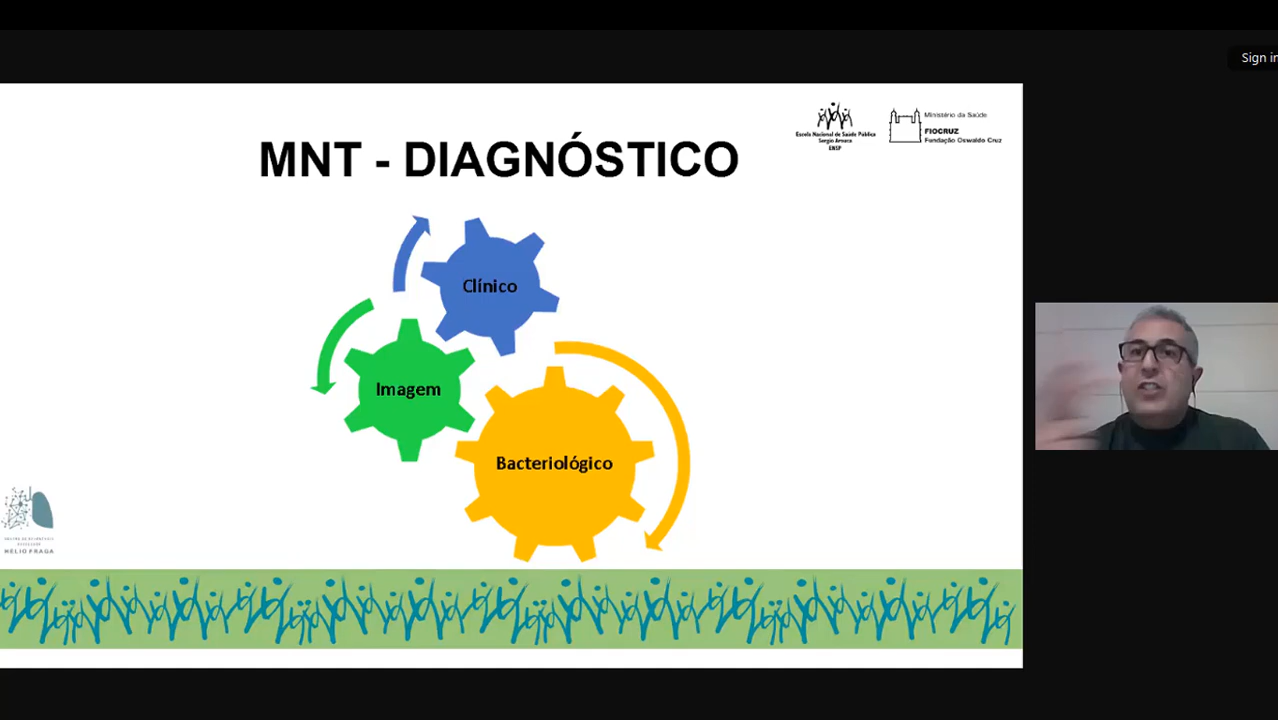 Sign in
Escola Nacional de Saúde Pública
Sergio Arouca
ENSP
Ministério da Saúde
FIOCRUZ
Fundação Oswaldo Cruz
MNT - DIAGNÓSTICO
Clínico
Imagem
Bacteriológico
HELIO FRAGA